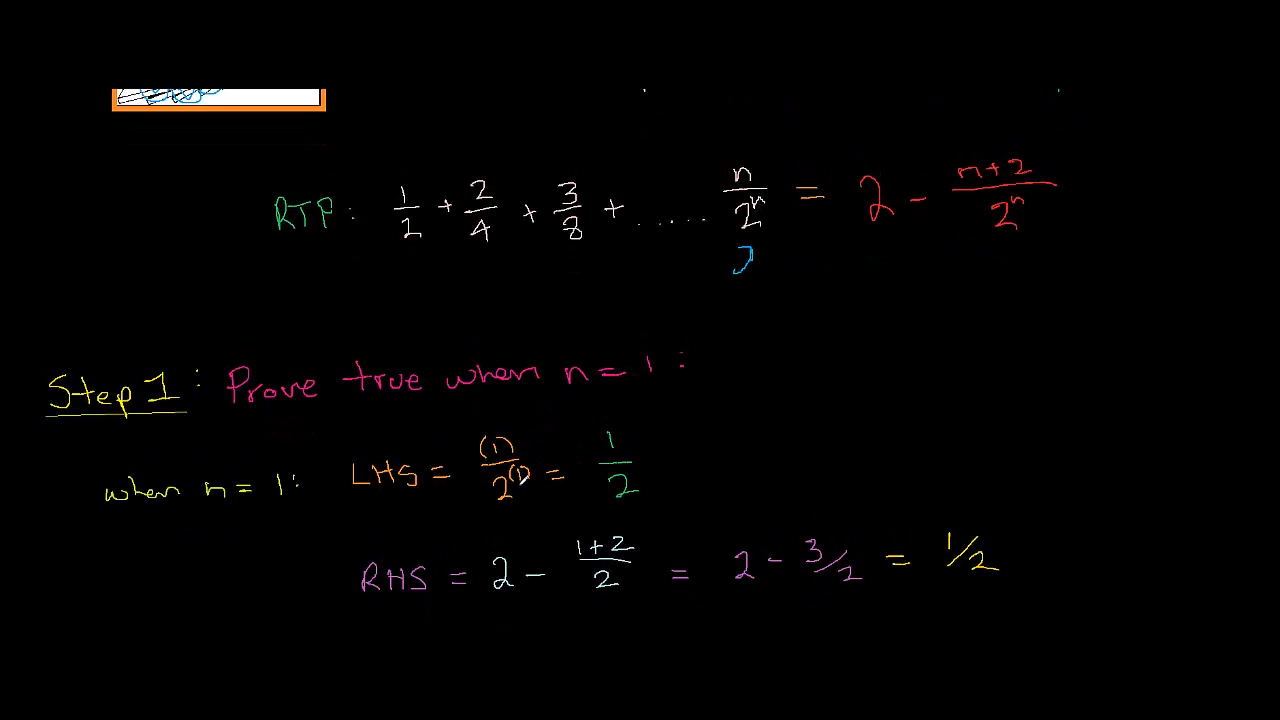 RTP: 1/2 + 2/4 + 3/8 + ...... n/2^n = 2 - (n+2)/2^n
Step 1: Prove true when n = 1:
when n = 1: LHS = (1)/2^(1) = 1/2
RHS = 2 - (1+2)/2 = 2 - 3/2 = 1/2